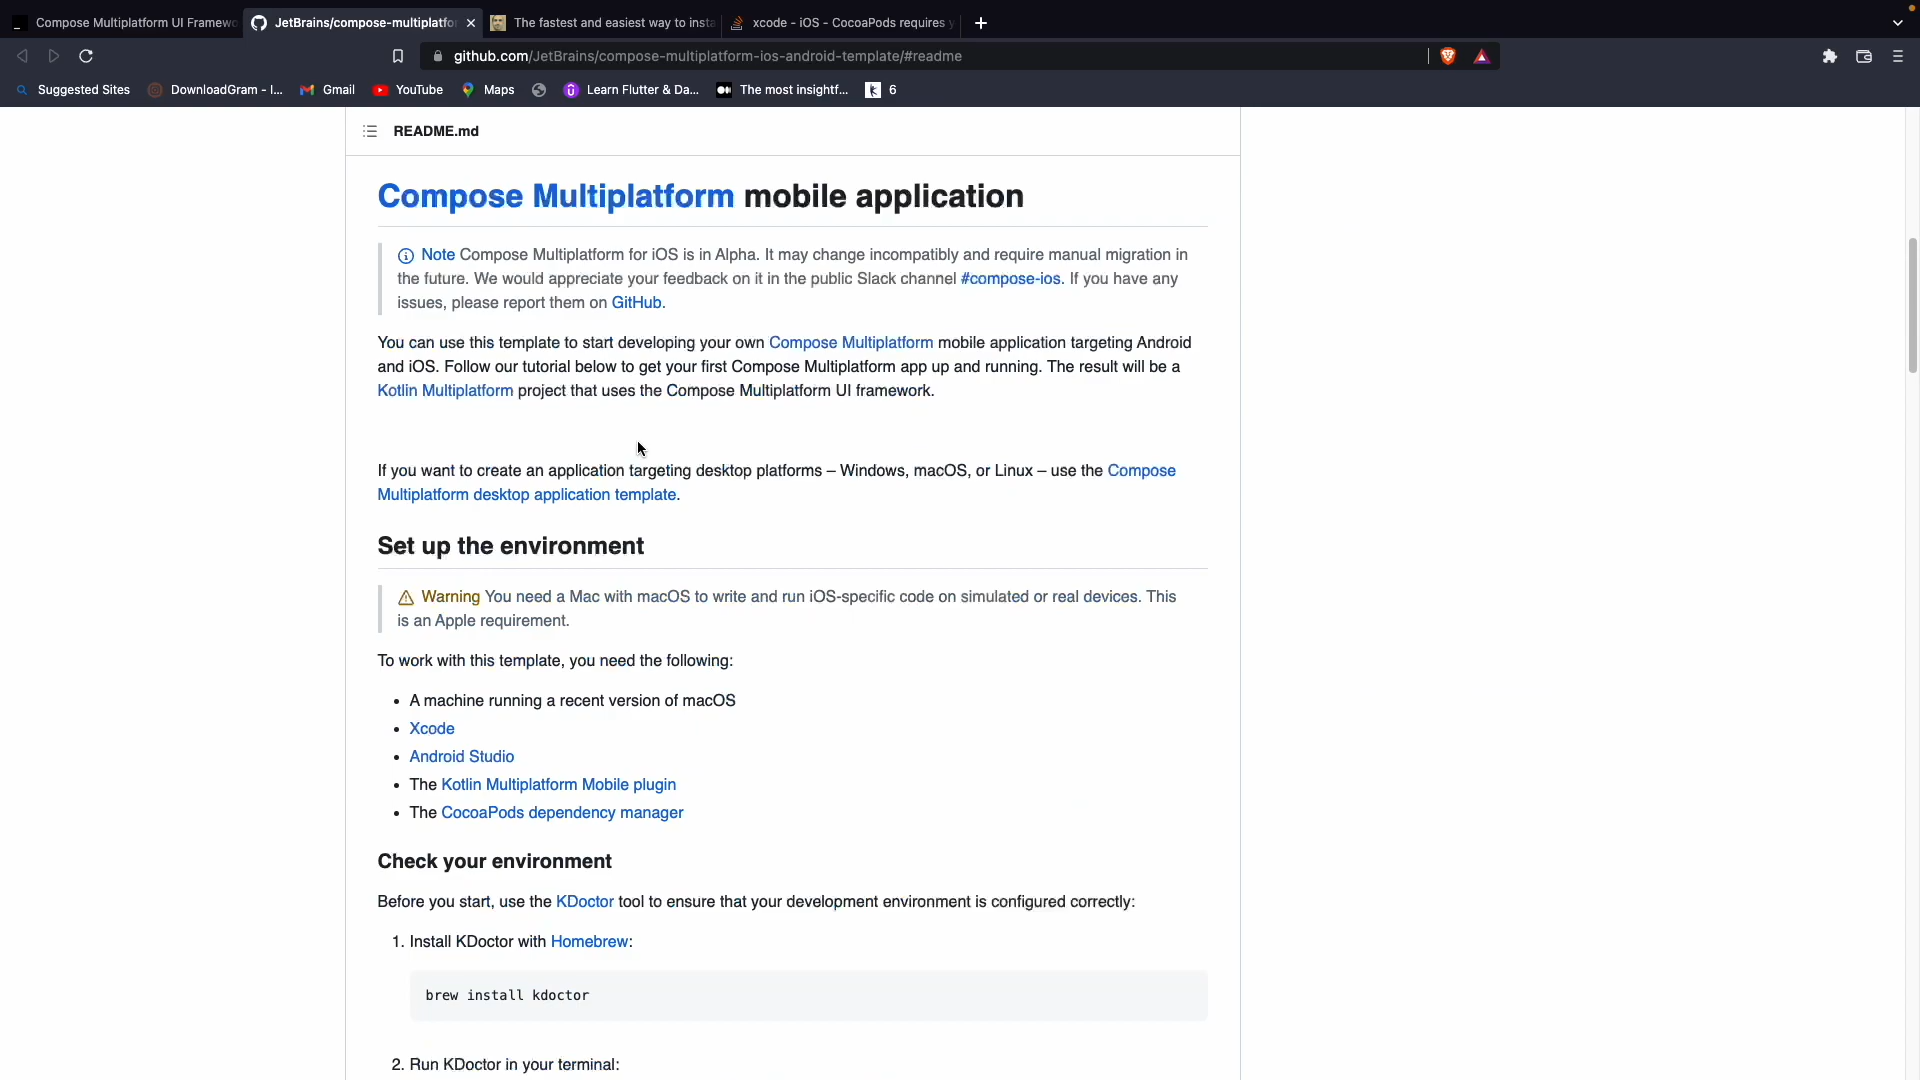 Compose Multiplatform UI Framewo
JetBrains/compose-multiplatfo
The fastest and easiest way to insta
xcode - iOS - CocoaPods requires y
github.com/JetBrains/compose-multiplatform-ios-android-template/#readme
Suggested Sites
DownloadGram - I...
Gmail
YouTube
Maps
Learn Flutter & Da...
The most insightf...
6
README.md
Compose Multiplatform mobile application
Note Compose Multiplatform for iOS is in Alpha. It may change incompatibly and require manual migration in
the future. We would appreciate your feedback on it in the public Slack channel #compose-ios. If you have any
issues, please report them on GitHub.
You can use this template to start developing your own Compose Multiplatform mobile application targeting Android
and iOS. Follow our tutorial below to get your first Compose Multiplatform app up and running. The result will be a
Kotlin Multiplatform project that uses the Compose Multiplatform UI framework.
If you want to create an application targeting desktop platforms – Windows, macOS, or Linux – use the Compose
Multiplatform desktop application template.
Set up the environment
Warning You need a Mac with macOS to write and run iOS-specific code on simulated or real devices. This
is an Apple requirement.
To work with this template, you need the following:
• A machine running a recent version of macOS
• Xcode
• Android Studio
• The Kotlin Multiplatform Mobile plugin
• The CocoaPods dependency manager
Check your environment
Before you start, use the KDoctor tool to ensure that your development environment is configured correctly:
1. Install KDoctor with Homebrew:
brew install kdoctor
2. Run KDoctor in your terminal: